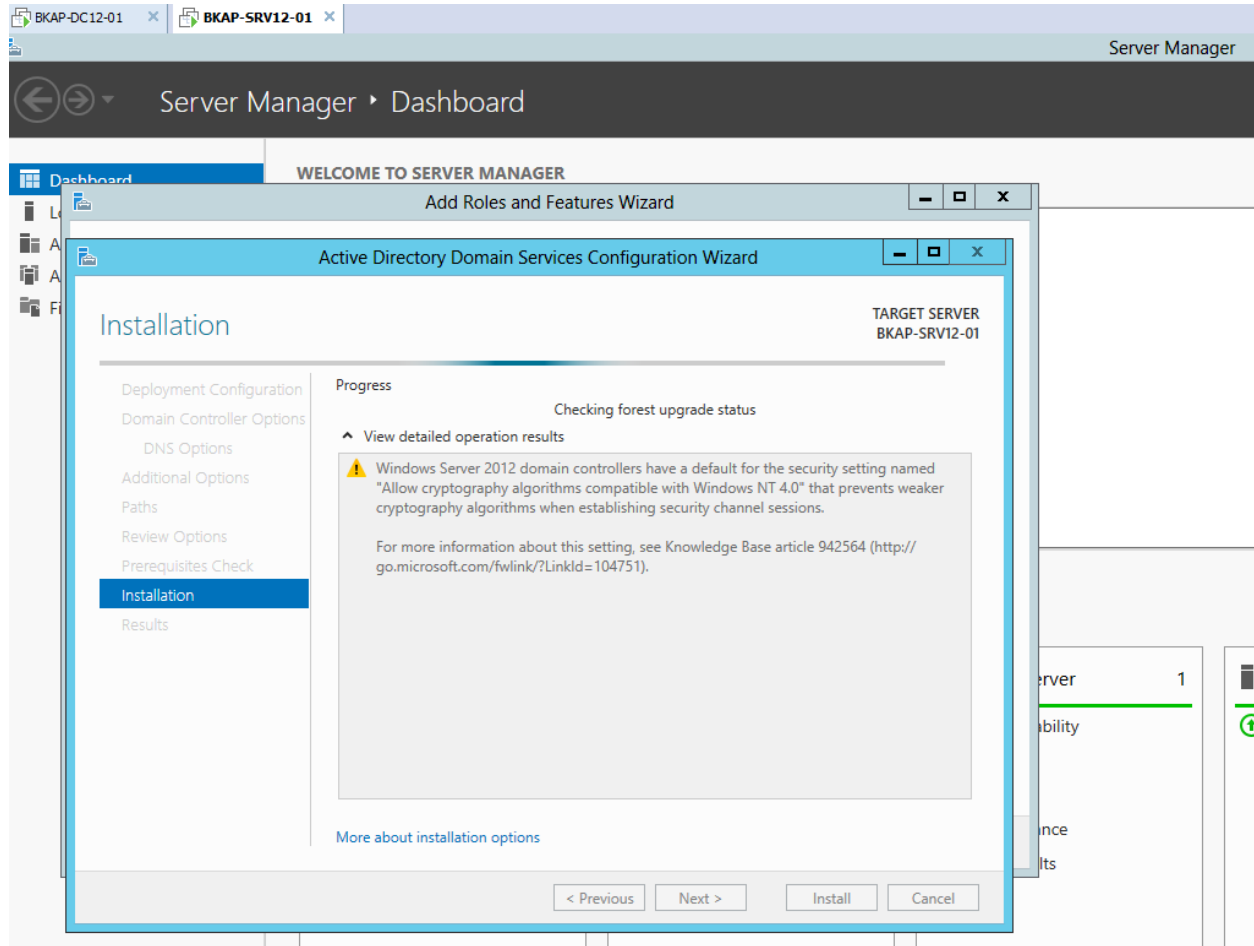 BKAP-DC12-01
BKAP-SRV12-01
Server Manager
Server Manager
Dashboard
WELCOME TO SERVER MANAGER
Dashboard
Add Roles and Features Wizard
Active Directory Domain Services Configuration Wizard
Installation
TARGET SERVER
BKAP-SRV12-01
Deployment Configuration
Domain Controller Options
DNS Options
Additional Options
Paths
Review Options
Prerequisites Check
Installation
Results
Progress
Checking forest upgrade status
View detailed operation results
Windows Server 2012 domain controllers have a default for the security setting named
"Allow cryptography algorithms compatible with Windows NT 4.0" that prevents weaker
cryptography algorithms when establishing security channel sessions.
For more information about this setting, see Knowledge Base article 942564 (http://
go.microsoft.com/fwlink/?LinkId=104751).
More about installation options
< Previous
Next >
Install
Cancel
1